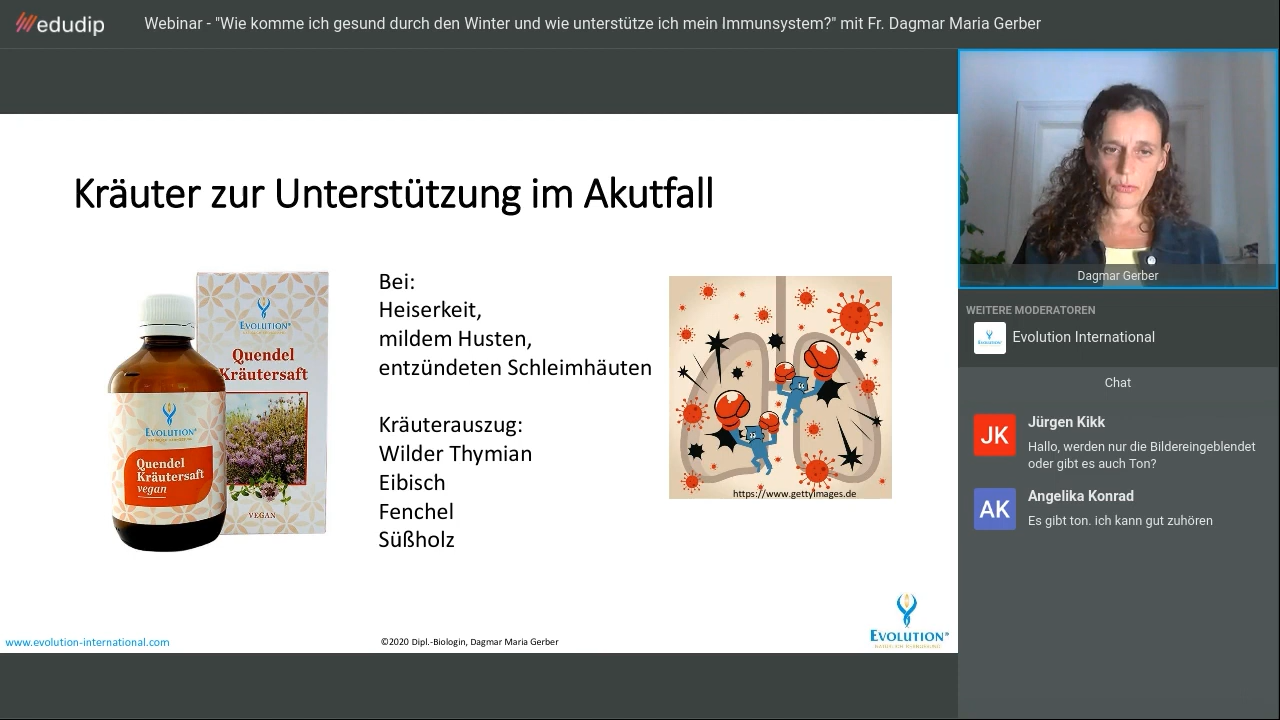 edudip
Webinar - "Wie komme ich gesund durch den Winter und wie unterstütze ich mein Immunsystem?" mit Fr. Dagmar Maria Gerber
Kräuter zur Unterstützung im Akutfall
EVOLUTION®
Quendel
Kräutersaft
VEGAN
EVOLUTION®
Quendel
Kräutersaft
vegan
Bei:
Heiserkeit,
mildem Husten,
entzündeten Schleimhäuten
Kräuterauszug:
Wilder Thymian
Eibisch
Fenchel
Süßholz
https://www.gettyimages.de
www.evolution-international.com
©2020 Dipl.-Biologin, Dagmar Maria Gerber
EVOLUTION®
Dagmar Gerber
WEITERE MODERATOREN
Evolution International
Chat
JK
Jürgen Kikk
Hallo, werden nur die Bildereingeblendet
oder gibt es auch Ton?
AK
Angelika Konrad
Es gibt ton. ich kann gut zuhören